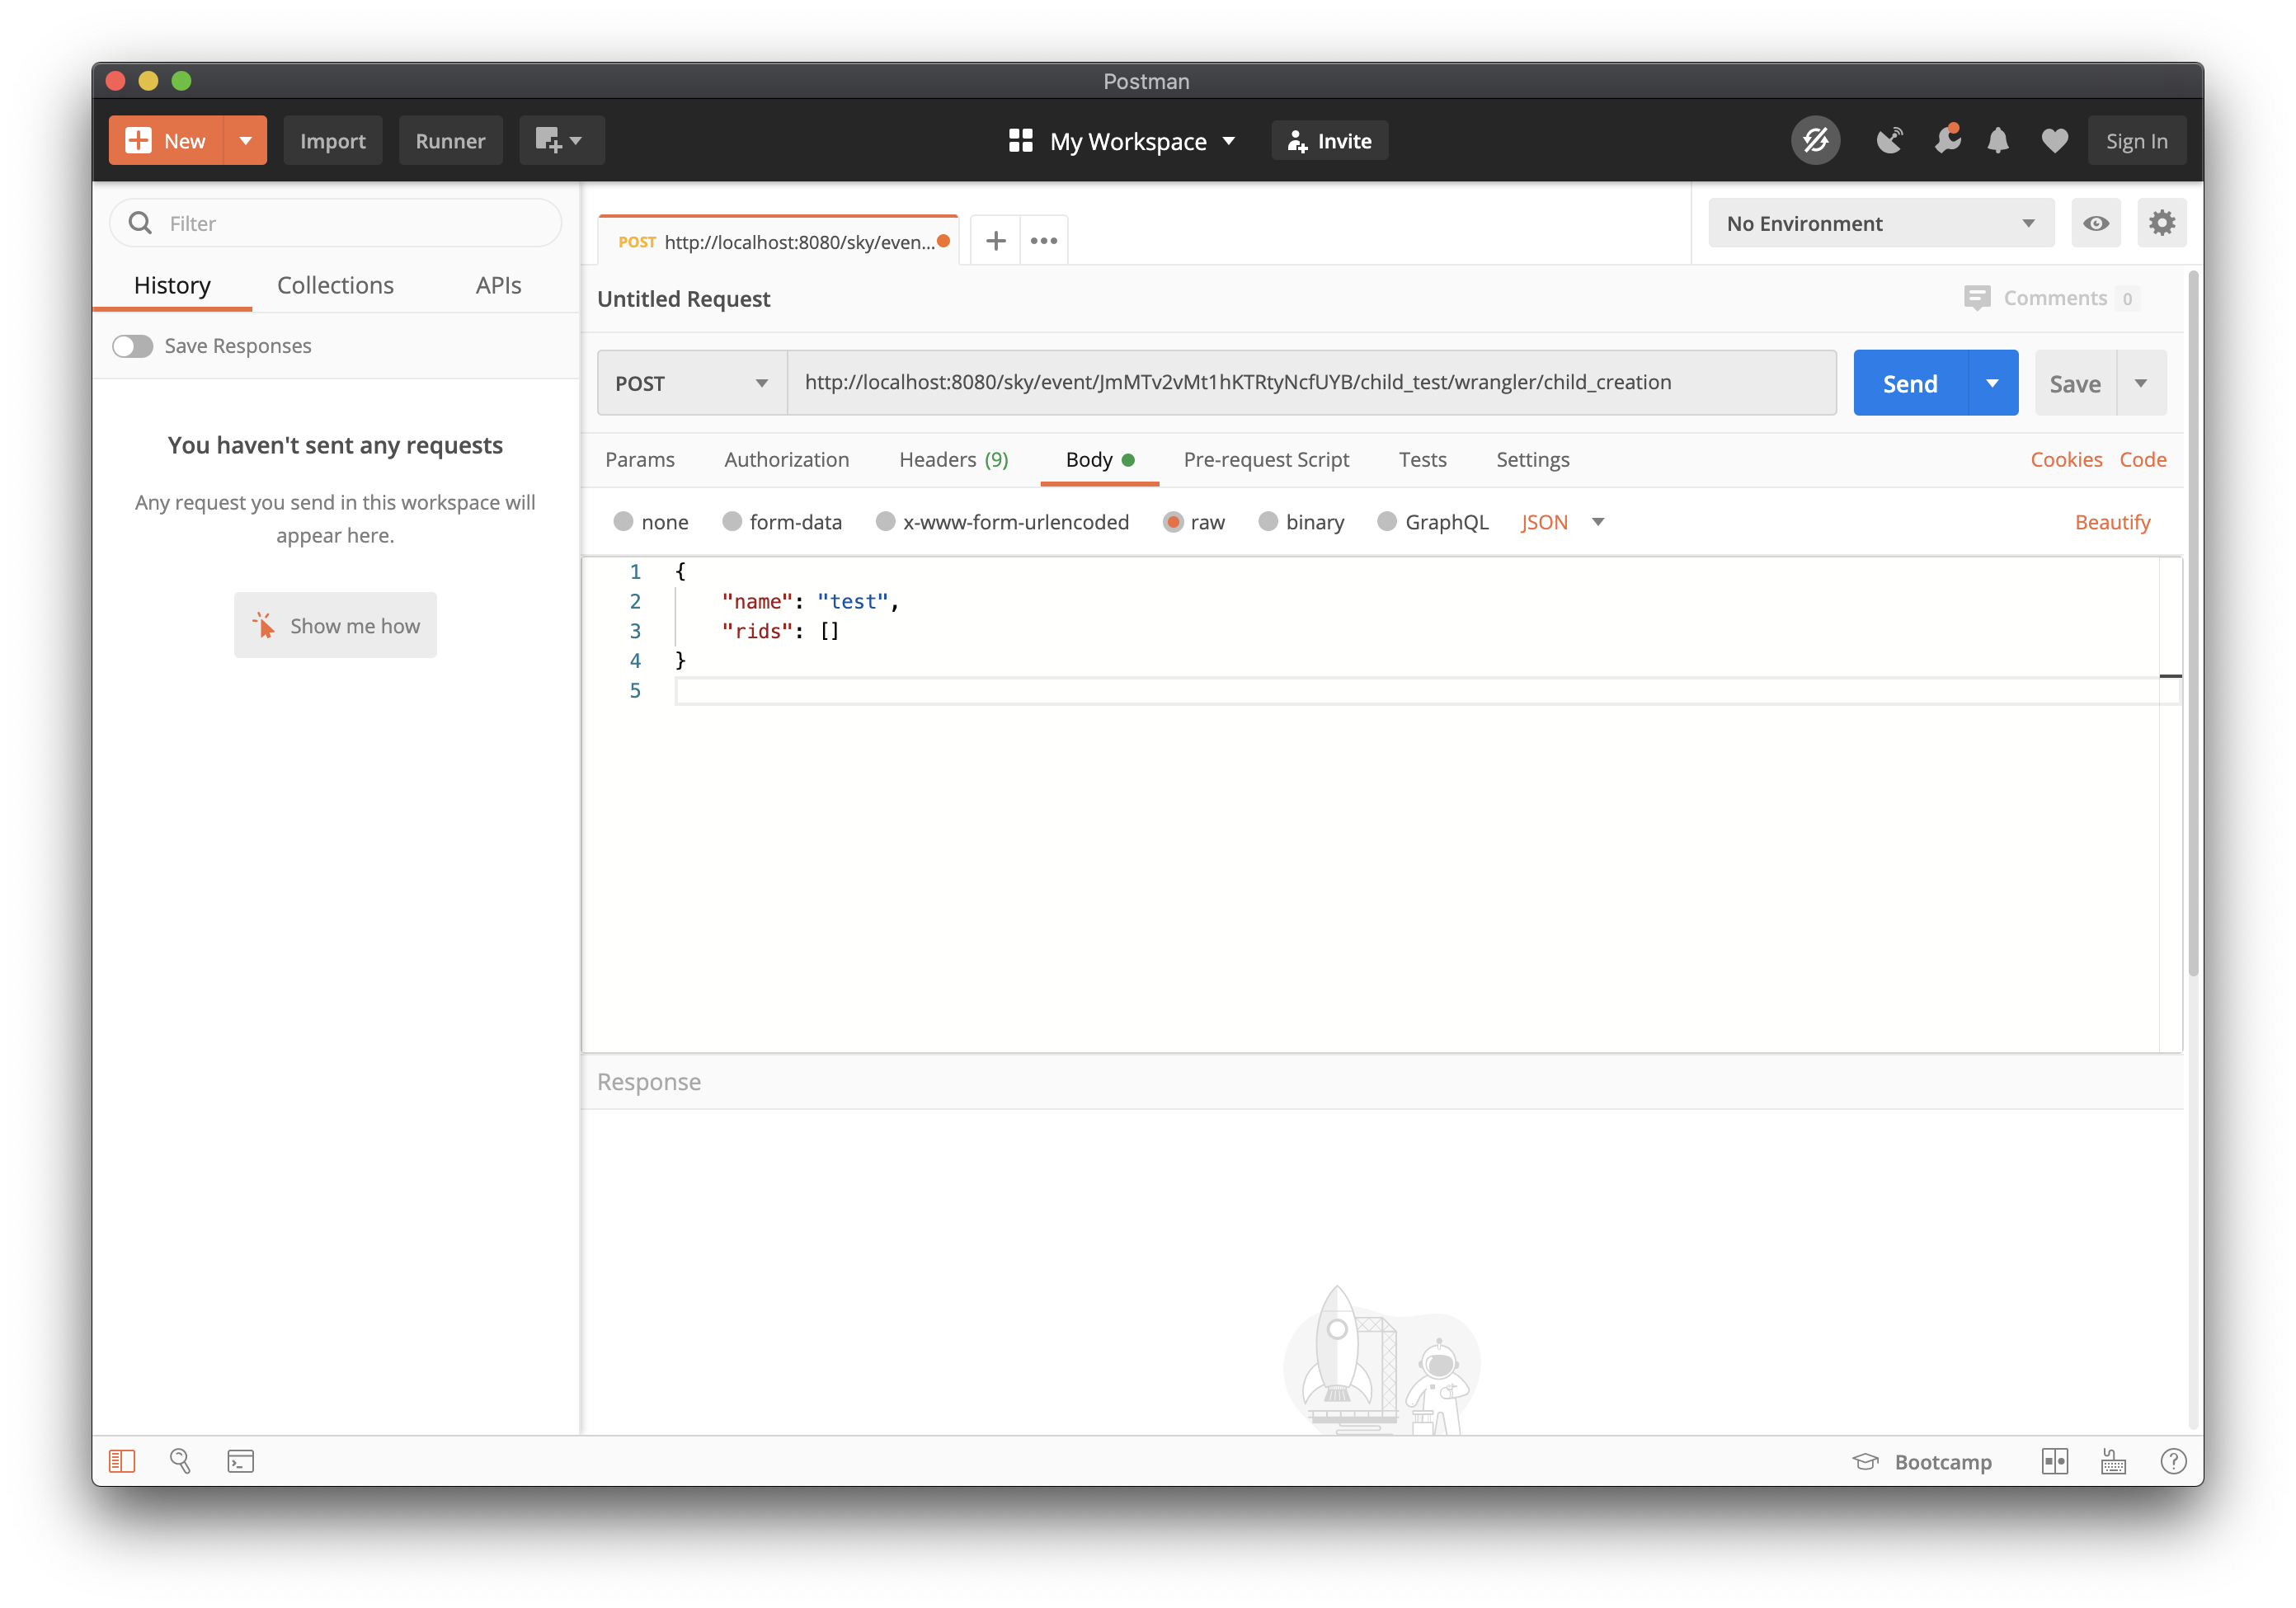 Postman
New
Import
Runner
My Workspace
Invite
Sign In
Filter
History
Collections
APIs
Save Responses
You haven't sent any requests
Any request you send in this workspace will
appear here.
Show me how
POST http://localhost:8080/sky/even...
No Environment
Untitled Request
Comments 0
POST
http://localhost:8080/sky/event/JmMTv2vMt1hKTRtyNcfUYB/child_test/wrangler/child_creation
Send
Save
Params
Authorization
Headers (9)
Body
Pre-request Script
Tests
Settings
Cookies
Code
none
form-data
x-www-form-urlencoded
raw
binary
GraphQL
JSON
Beautify
1 {
2 "name": "test",
3 "rids": []
4 }
5
Response
Bootcamp